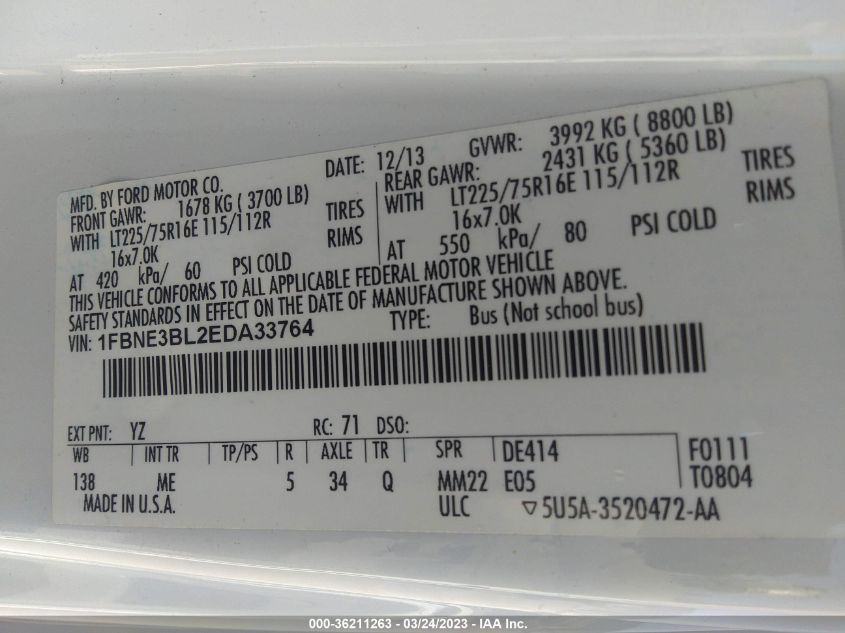 MFD. BY FORD MOTOR CO. DATE: 12/13 GVWR: 3992 KG ( 8800 LB)
FRONT GAWR: 1678 KG ( 3700 LB) REAR GAWR: 2431 KG ( 5360 LB)
WITH LT225/75R16E 115/112R TIRES WITH LT225/75R16E 115/112R TIRES
16x7.0K RIMS 16x7.0K RIMS
AT 420 kPa/ 60 PSI COLD AT 550 kPa/ 80 PSI COLD
THIS VEHICLE CONFORMS TO ALL APPLICABLE FEDERAL MOTOR VEHICLE
SAFETY STANDARDS IN EFFECT ON THE DATE OF MANUFACTURE SHOWN ABOVE.
VIN: 1FBNE3BL2EDA33764 TYPE: Bus (Not school bus)
EXT PNT: YZ RC: 71 DSO:
WB INT TR TP/PS R AXLE TR SPR DE414 F0111
138 ME 5 34 Q MM22 E05 T0804
MADE IN U.S.A. ULC ▽5U5A-3520472-AA
000-36211263 - 03/24/2023 - IAA Inc.